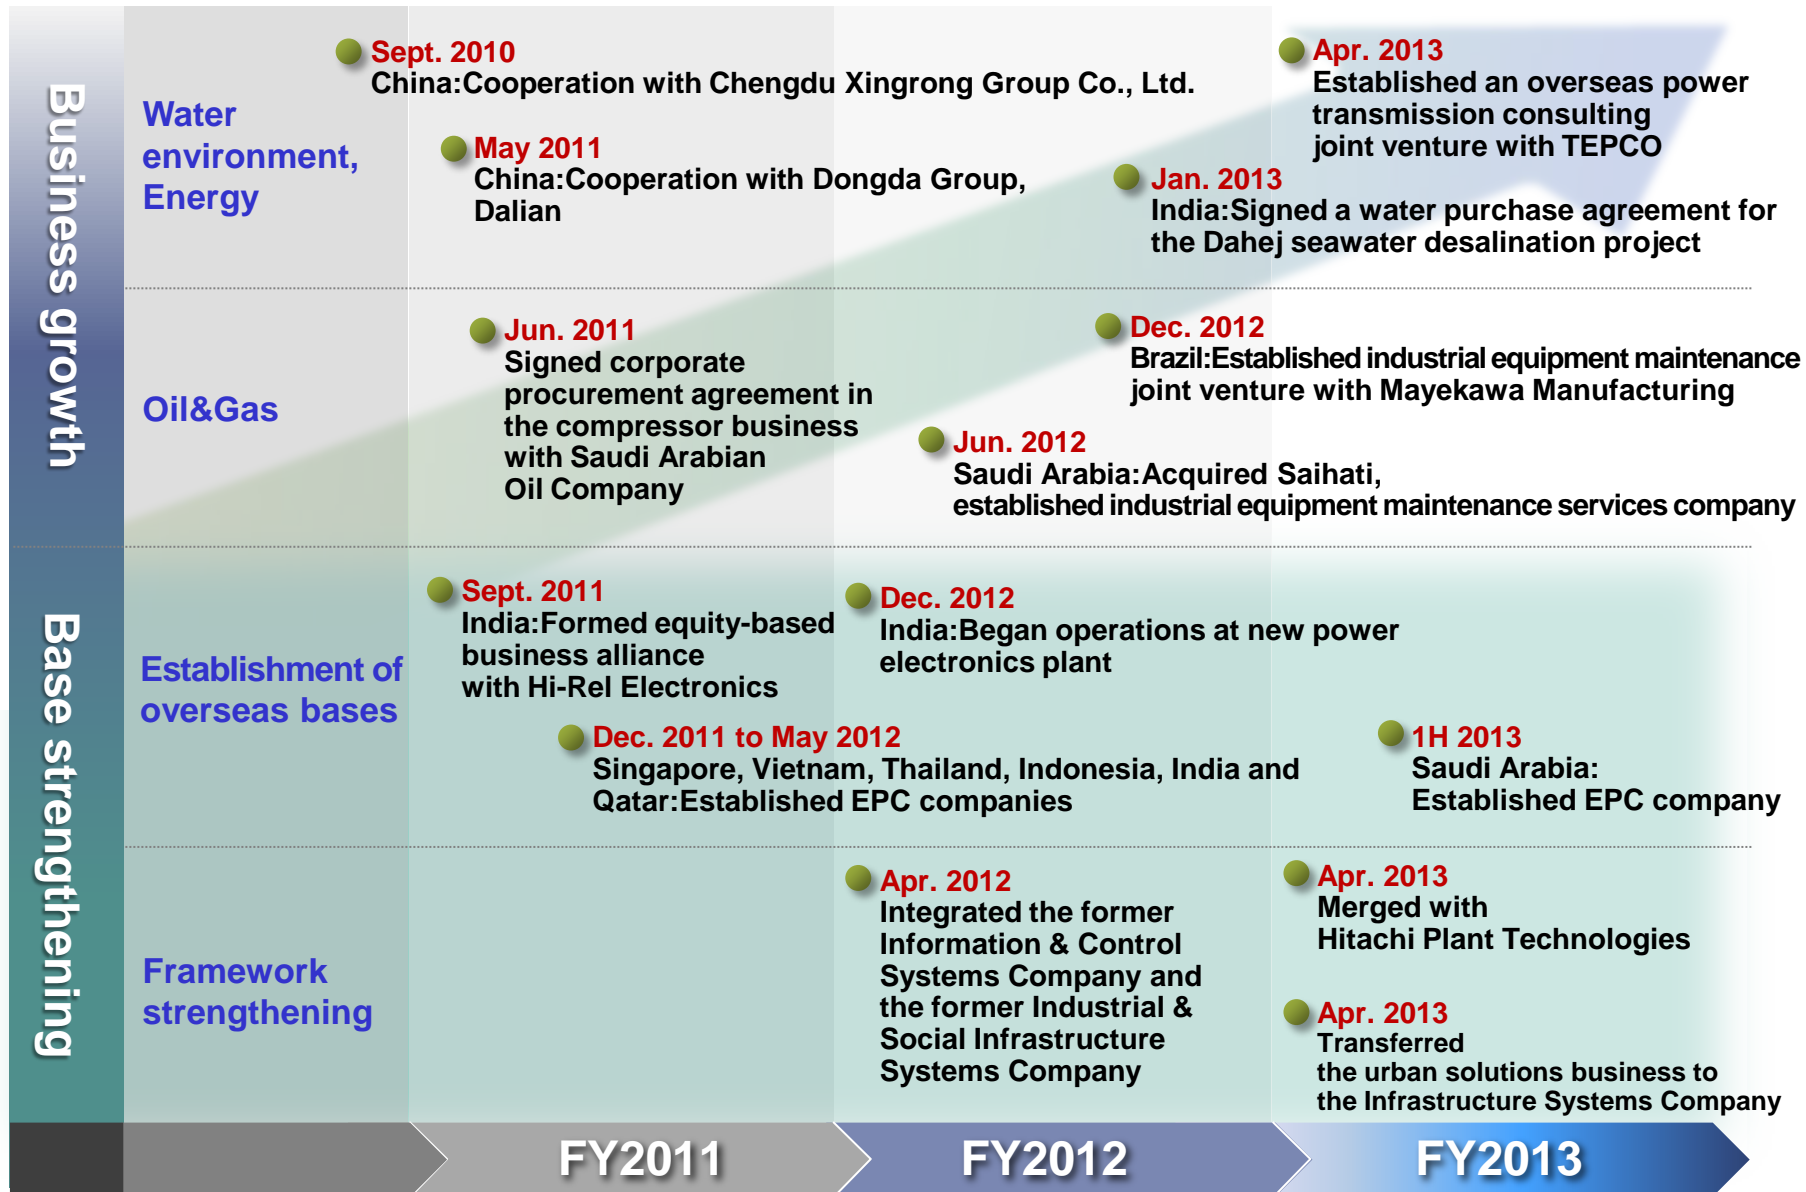 Business growth
Water
environment,
Energy
Sept. 2010
China:Cooperation with Chengdu Xingrong Group Co., Ltd.
May 2011
China:Cooperation with Dongda Group,
Dalian
Apr. 2013
Established an overseas power
transmission consulting
joint venture with TEPCO
Jan. 2013
India:Signed a water purchase agreement for
the Dahej seawater desalination project
Oil&Gas
Jun. 2011
Signed corporate
procurement agreement in
the compressor business
with Saudi Arabian
Oil Company
Dec. 2012
Brazil:Established industrial equipment maintenance
joint venture with Mayekawa Manufacturing
Jun. 2012
Saudi Arabia:Acquired Saihati,
established industrial equipment maintenance services company
Base strengthening
Establishment of
overseas bases
Sept. 2011
India:Formed equity-based
business alliance
with Hi-Rel Electronics
Dec. 2012
India:Began operations at new power
electronics plant
Dec. 2011 to May 2012
Singapore, Vietnam, Thailand, Indonesia, India and
Qatar:Established EPC companies
1H 2013
Saudi Arabia:
Established EPC company
Framework
strengthening
Apr. 2012
Integrated the former
Information & Control
Systems Company and
the former Industrial &
Social Infrastructure
Systems Company
Apr. 2013
Merged with
Hitachi Plant Technologies
Apr. 2013
Transferred
the urban solutions business to
the Infrastructure Systems Company
FY2011
FY2012
FY2013